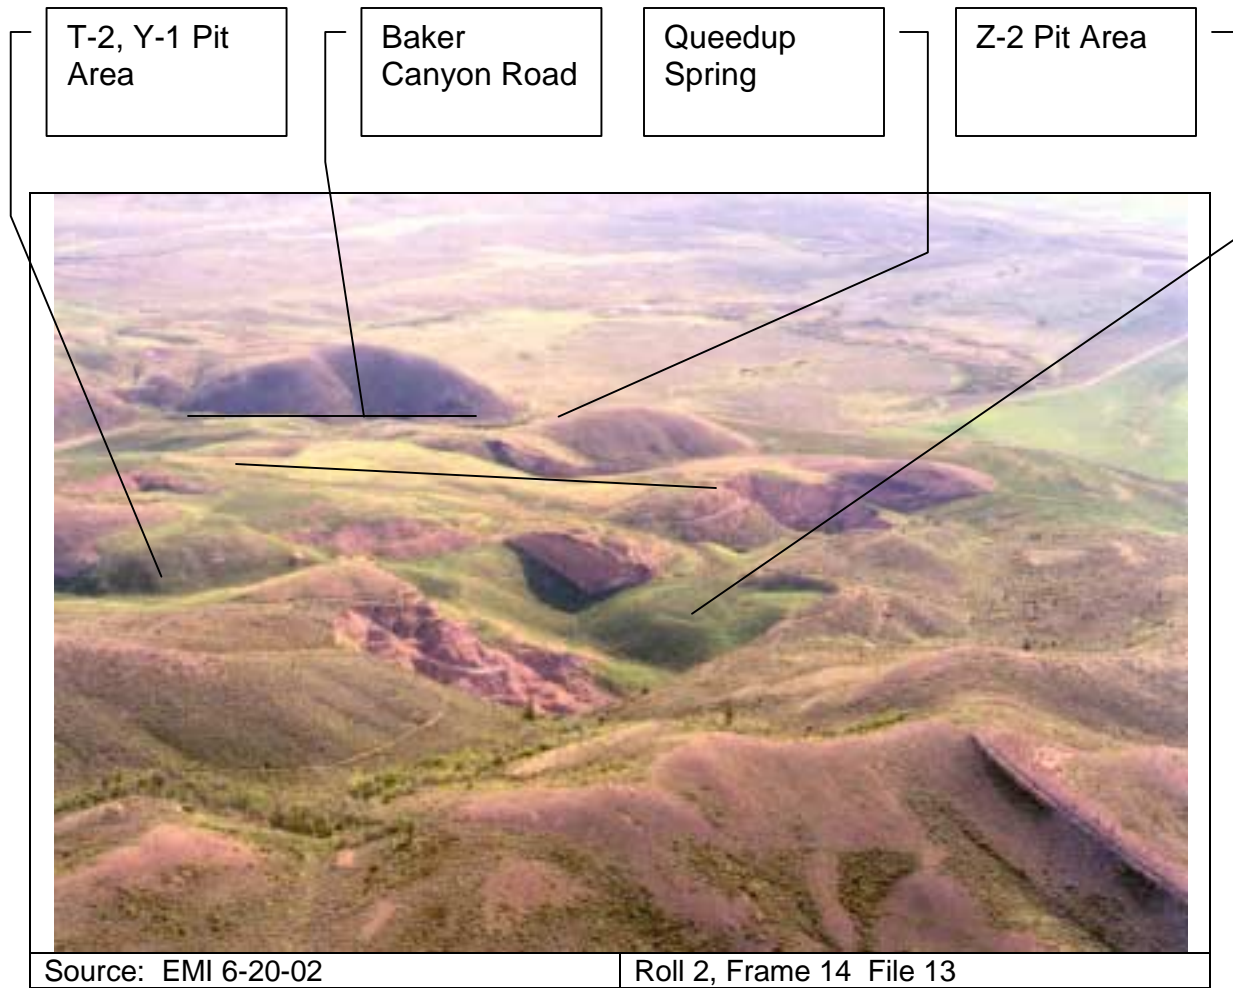 T-2, Y-1 Pit
Area
Baker
Canyon Road
Queedup
Spring
Z-2 Pit Area
Source: EMI 6-20-02
Roll 2, Frame 14 File 13